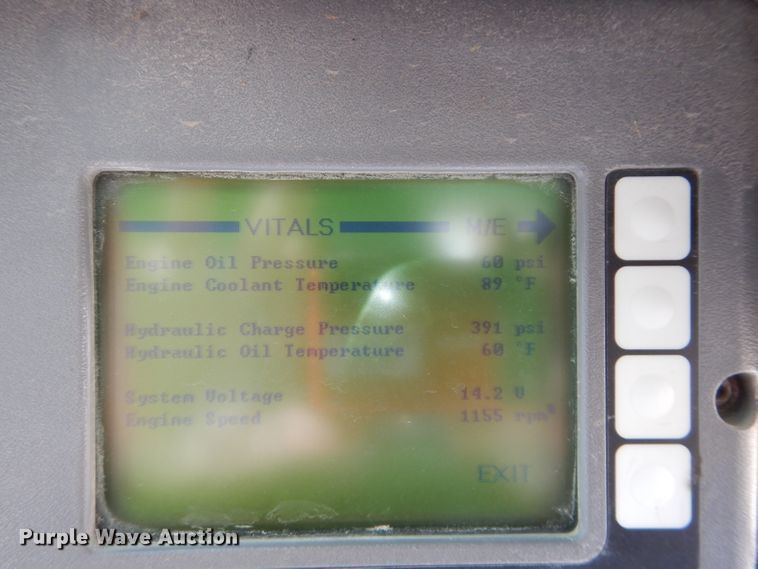 VITALS M/E
Engine Oil Pressure 60 psi
Engine Coolant Temperature 89 °F
Hydraulic Charge Pressure 391 psi
Hydraulic Oil Temperature 60 °F
System Voltage 14.2 V
Engine Speed 1155 rpm
EXIT
Purple Wave Auction